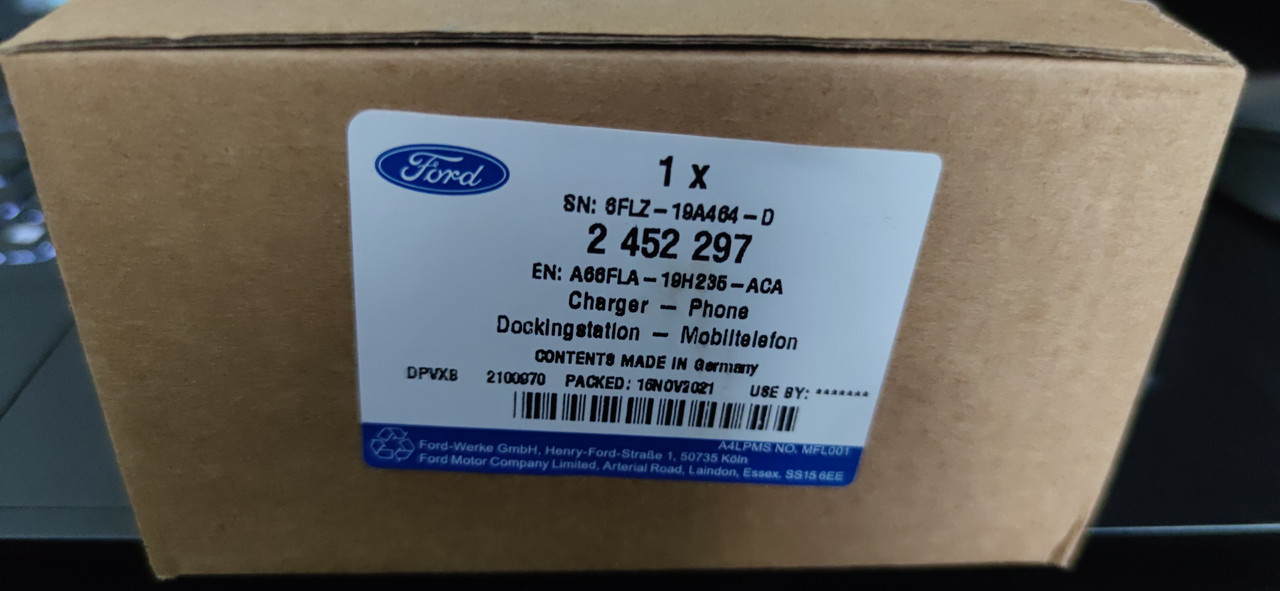 Ford
1 x
SN: 6FLZ-19A464-D
2 452 297
EN: A66FLA-19H235-ACA
Charger - Phone
Dockingstation - Mobiltelefon
CONTENTS MADE IN Germany
DPVXB 2100970 PACKED: 16NOV2021 USE BY: *******
A4LPMS NO. MFL001
Ford-Werke GmbH, Henry-Ford-Straße 1, 50735 Köln
Ford Motor Company Limited, Arterial Road, Laindon, Essex. SS15 6EE